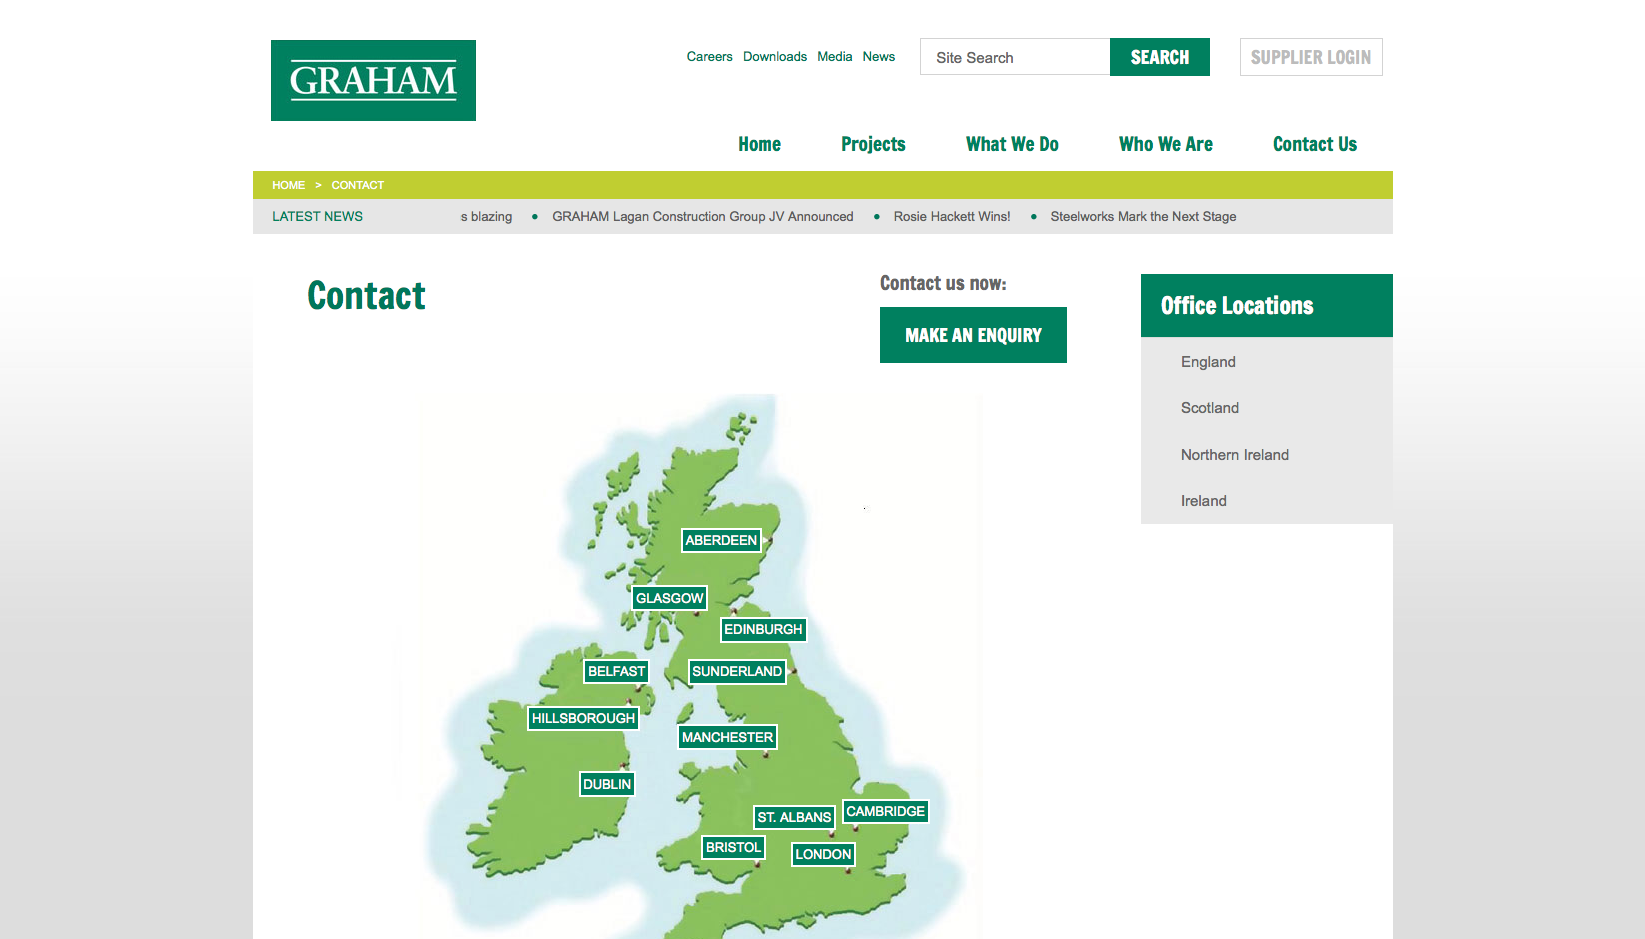 GRAHAM
Careers Downloads Media News
Site Search
SEARCH
SUPPLIER LOGIN
Home Projects What We Do Who We Are Contact Us
HOME > CONTACT
LATEST NEWS s blazing • GRAHAM Lagan Construction Group JV Announced • Rosie Hackett Wins! • Steelworks Mark the Next Stage
Contact
Contact us now:
MAKE AN ENQUIRY
Office Locations
England
Scotland
Northern Ireland
Ireland
ABERDEEN
GLASGOW
EDINBURGH
BELFAST
SUNDERLAND
HILLSBOROUGH
MANCHESTER
DUBLIN
ST. ALBANS
CAMBRIDGE
BRISTOL
LONDON